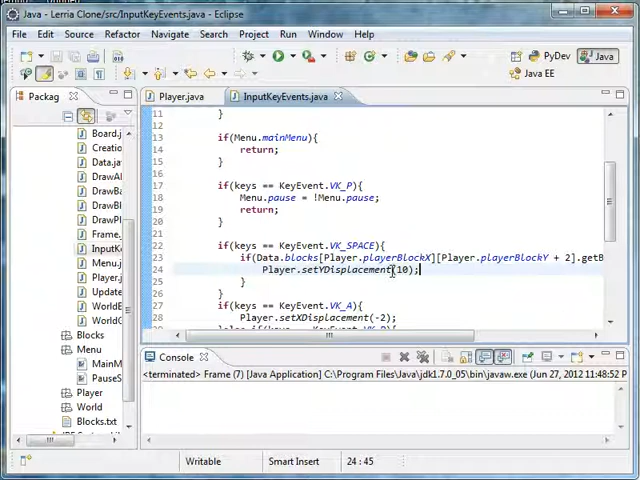 Java - Lerria Clone/src/InputKeyEvents.java - Eclipse
File Edit Source Refactor Navigate Search Project Run Window Help
PyDev Java
Java EE
Packag
Player.java InputKeyEvents.java
Board.j
Creatio
Data.jav
DrawAl
DrawBa
DrawBl
DrawPl
Frame.
InputKe
Menu.j
Player.j
Update
WorldE
WorldG
Blocks
Menu
MainM
PauseS
Player
World
Blocks.txt
11 }
12
13 if(Menu.mainMenu){
14 return;
15 }
16
17 if(keys == KeyEvent.VK_P){
18 Menu.pause = !Menu.pause;
19 return;
20 }
21
22 if(keys == KeyEvent.VK_SPACE){
23 if(Data.blocks[Player.playerBlockX][Player.playerBlockY + 2].getB
24 Player.setYDisplacement(10);
25 }
26 }
27 if(keys == KeyEvent.VK_A){
28 Player.setXDisplacement(-2);
Console
<terminated> Frame (7) [Java Application] C:\Program Files\Java\jdk1.7.0_05\bin\javaw.exe (Jun 27, 2012 11:48:52 P
Writable Smart Insert 24 : 45